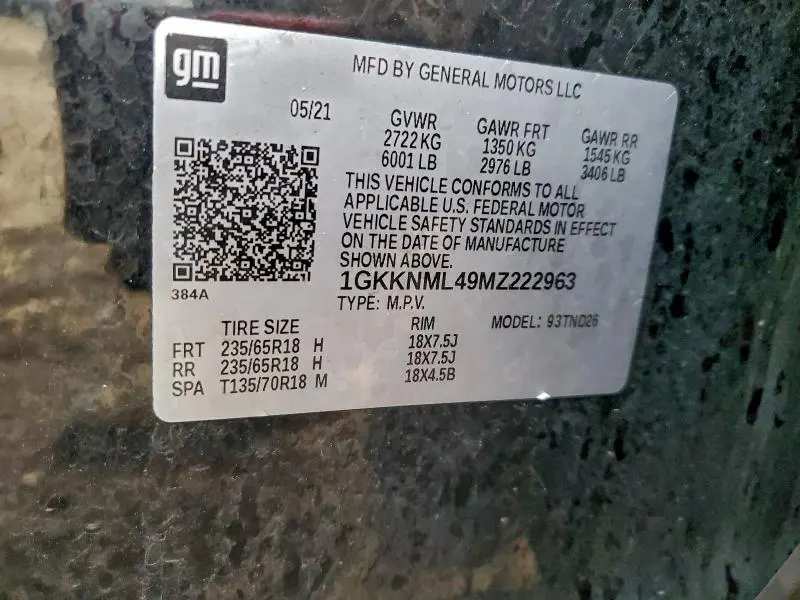 gm
MFD BY GENERAL MOTORS LLC
05/21
GVWR GAWR FRT GAWR RR
2722 KG 1350 KG 1545 KG
6001 LB 2976 LB 3406 LB
THIS VEHICLE CONFORMS TO ALL
APPLICABLE U.S. FEDERAL MOTOR
VEHICLE SAFETY STANDARDS IN EFFECT
ON THE DATE OF MANUFACTURE
SHOWN ABOVE.
1GKKNML49MZ222963
384A
TYPE: M.P.V.
TIRE SIZE RIM MODEL: 93TND26
FRT 235/65R18 H 18X7.5J
RR 235/65R18 H 18X7.5J
SPA T135/70R18 M 18X4.5B